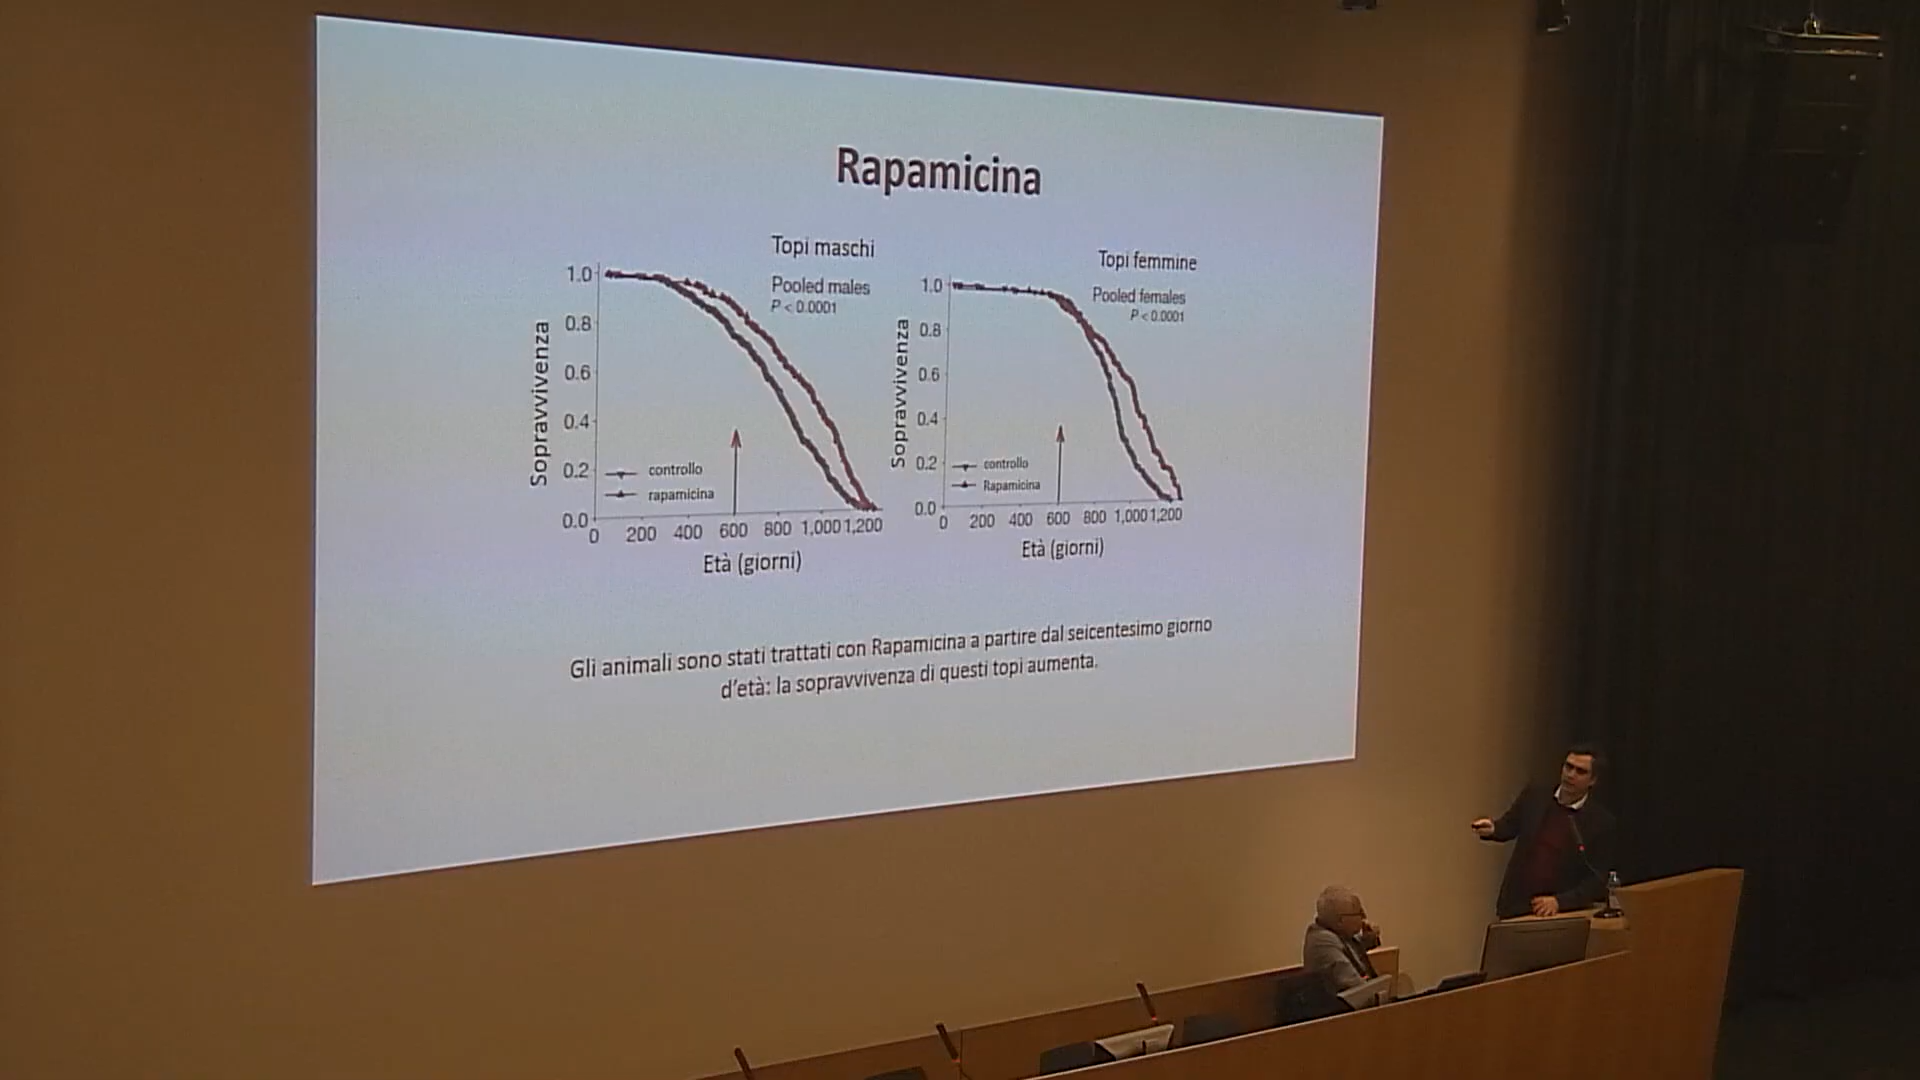 Rapamicina
Topi maschi
Pooled males
P < 0.0001
Sopravvivenza
1.0
0.8
0.6
0.4
0.2
0.0
controllo
rapamicina
0 200 400 600 800 1,000 1,200
Età (giorni)
Topi femmine
Pooled females
P < 0.0001
Sopravvivenza
1.0
0.8
0.6
0.4
0.2
0.0
controllo
Rapamicina
0 200 400 600 800 1,000 1,200
Età (giorni)
Gli animali sono stati trattati con Rapamicina a partire dal seicentesimo giorno
d'età: la sopravvivenza di questi topi aumenta.